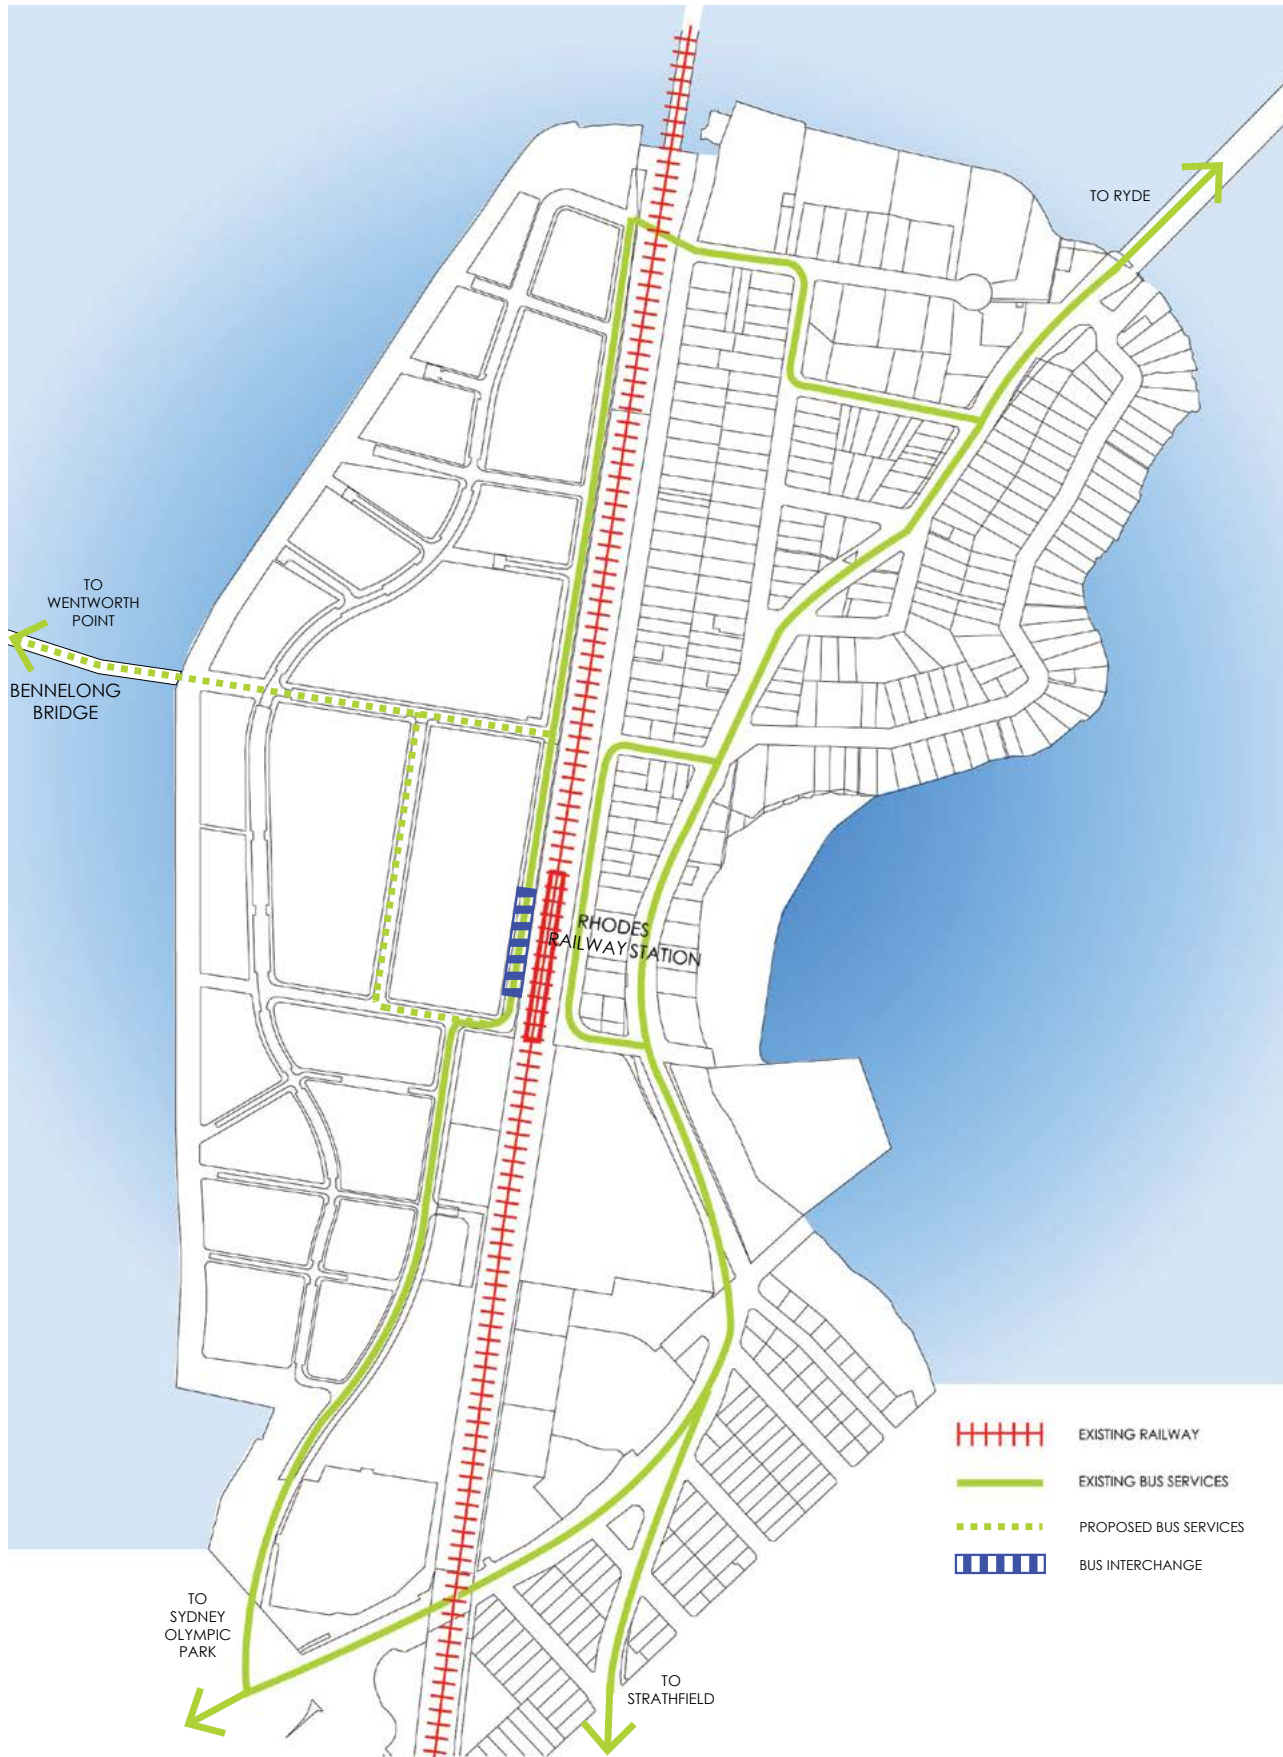 TO RYDE
TO
WENTWORTH
POINT
BENNELONG
BRIDGE
RHODES
RAILWAY STATION
EXISTING RAILWAY
EXISTING BUS SERVICES
PROPOSED BUS SERVICES
BUS INTERCHANGE
TO
SYDNEY
OLYMPIC
PARK
TO
STRATHFIELD